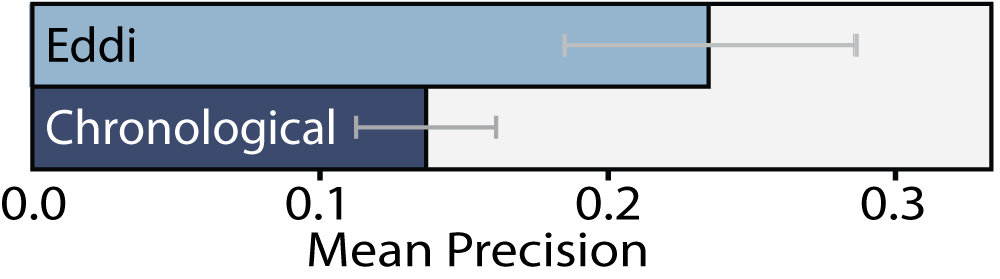 Eddi
Chronological
0.0 0.1 0.2 0.3
Mean Precision